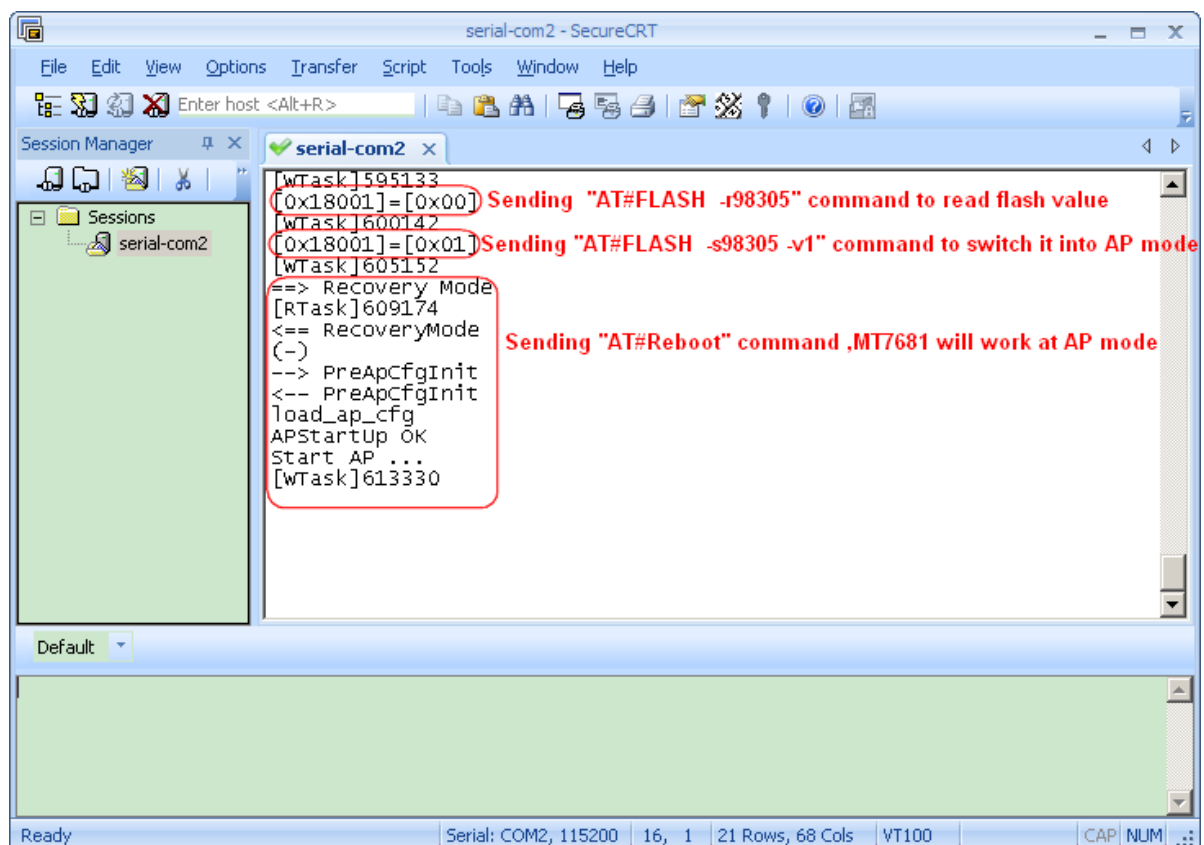 serial-com2 - SecureCRT
File Edit View Options Transfer Script Tools Window Help
Enter host <Alt+R>
Session Manager
serial-com2
Sessions
serial-com2
[WTask]595133
[0x18001]=[0x00] Sending "AT#FLASH -r98305" command to read flash value
[WTask]600142
[0x18001]=[0x01] Sending "AT#FLASH -s98305 -v1" command to switch it into AP mode
[WTask]605152
==> Recovery Mode
[RTask]609174
<== RecoveryMode
Sending "AT#Reboot" command ,MT7681 will work at AP mode
(-)
--> PreApCfgInit
<-- PreApCfgInit
load_ap_cfg
APStartUp OK
Start AP ...
[WTask]613330
Default
Ready Serial: COM2, 115200 16, 1 21 Rows, 68 Cols VT100 CAP NUM